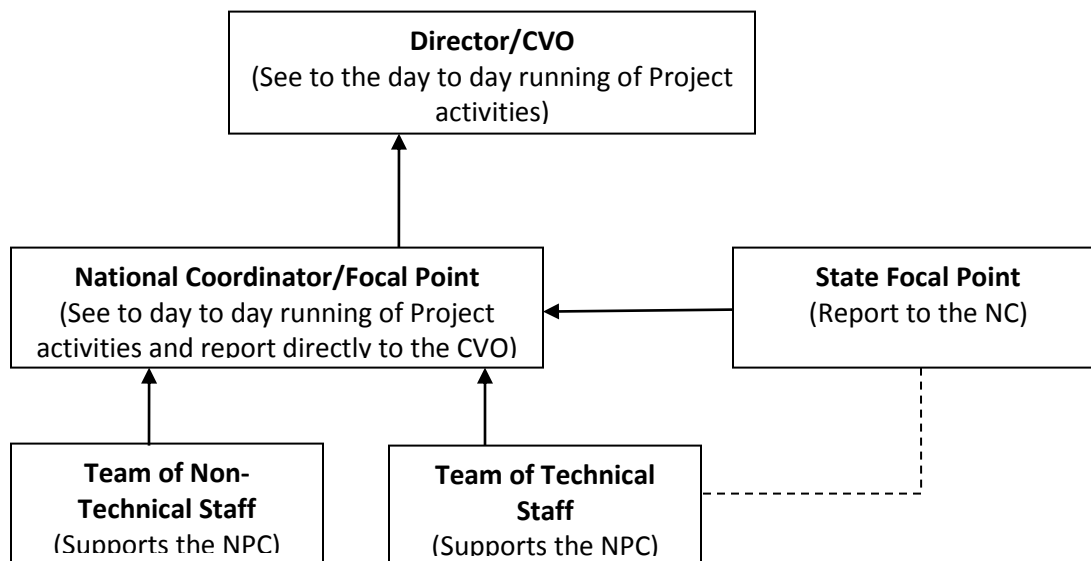 Director/CVO
(See to the day to day running of Project
activities)
National Coordinator/Focal Point
(See to day to day running of Project
activities and report directly to the CVO)
State Focal Point
(Report to the NC)
Team of Non-
Technical Staff
(Supports the NPC)
Team of Technical
Staff
(Supports the NPC)